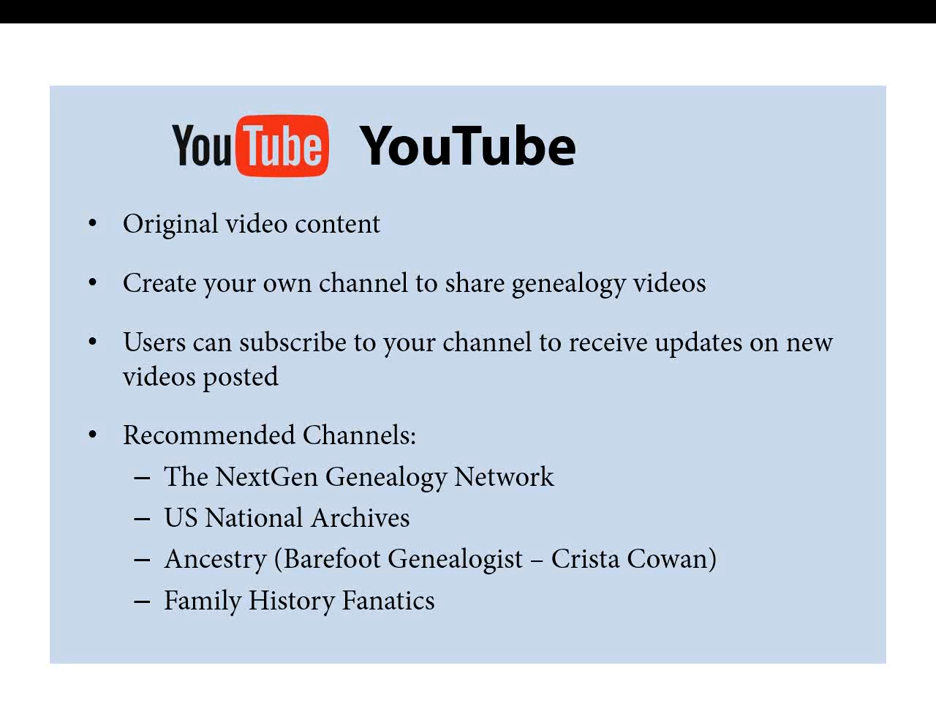 YouTube YouTube
• Original video content
• Create your own channel to share genealogy videos
• Users can subscribe to your channel to receive updates on new
videos posted
• Recommended Channels:
– The NextGen Genealogy Network
– US National Archives
– Ancestry (Barefoot Genealogist – Crista Cowan)
– Family History Fanatics